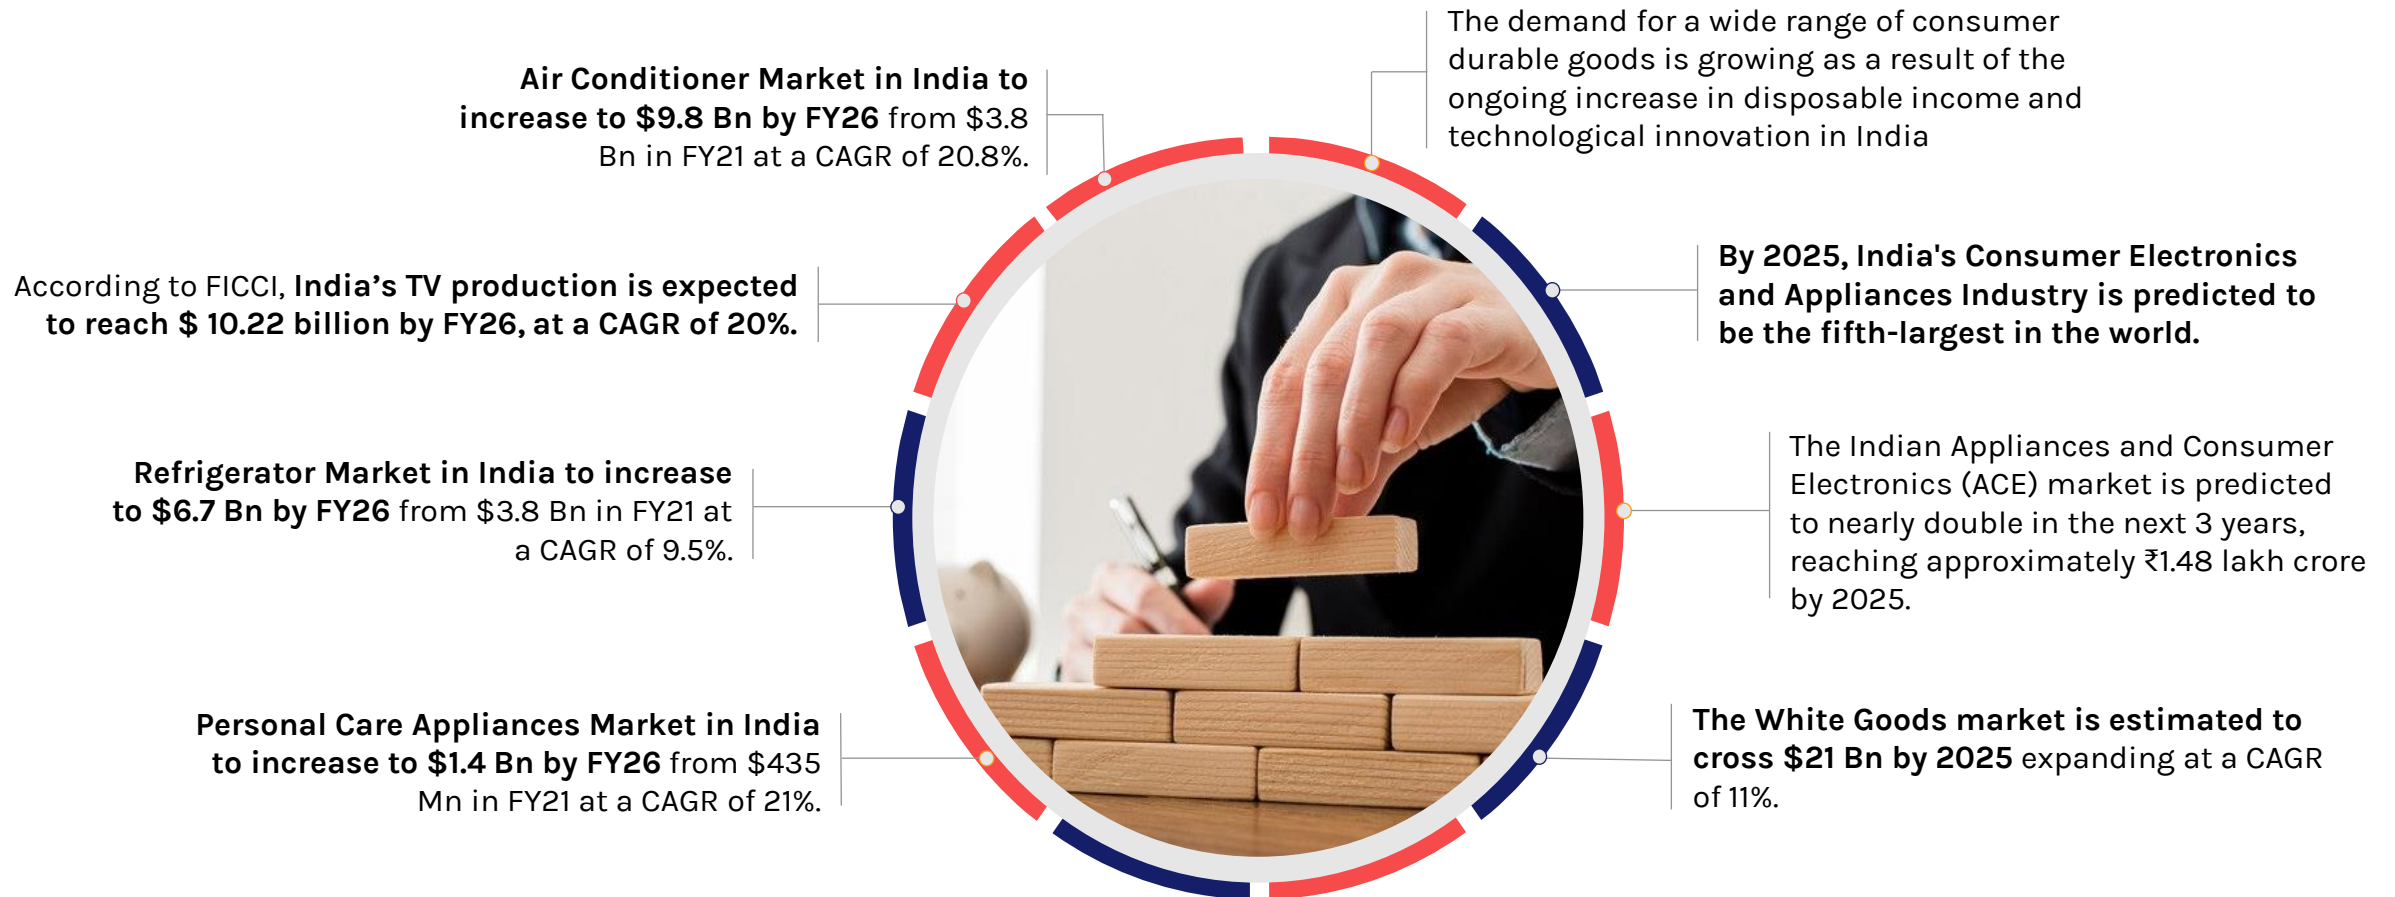 Air Conditioner Market in India to
increase to $9.8 Bn by FY26 from $3.8
Bn in FY21 at a CAGR of 20.8%.
According to FICCI, India’s TV production is expected
to reach $ 10.22 billion by FY26, at a CAGR of 20%.
Refrigerator Market in India to increase
to $6.7 Bn by FY26 from $3.8 Bn in FY21 at
a CAGR of 9.5%.
Personal Care Appliances Market in India
to increase to $1.4 Bn by FY26 from $435
Mn in FY21 at a CAGR of 21%.
The demand for a wide range of consumer
durable goods is growing as a result of the
ongoing increase in disposable income and
technological innovation in India
By 2025, India's Consumer Electronics
and Appliances Industry is predicted to
be the fifth-largest in the world.
The Indian Appliances and Consumer
Electronics (ACE) market is predicted
to nearly double in the next 3 years,
reaching approximately ₹1.48 lakh crore
by 2025.
The White Goods market is estimated to
cross $21 Bn by 2025 expanding at a CAGR
of 11%.